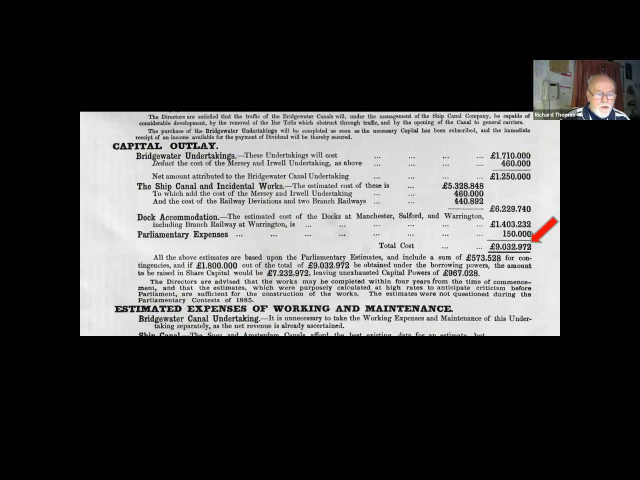 The Directors are satisfied that the traffic of the Bridgewater Canals will, under the management of the Ship Canal Company, be capable of
considerable development, by the removal of the Bar Tolls which obstruct through traffic, and by the opening of the Canal to general carriers.
The purchase of the Bridgewater Undertakings will be completed as soon as the necessary Capital has been subscribed, and the immediate
receipt of an income available for the payment of Dividend will be thereby secured.
CAPITAL OUTLAY.
Bridgewater Undertakings.—These Undertakings will cost ... ... ... £1.710.000
Deduct the cost of the Mersey and Irwell Undertaking, as above ... ... ... 460.000
Net amount attributed to the Bridgewater Canal Undertaking ... ... ... £1.250.000
The Ship Canal and Incidental Works.—The estimated cost of these is ... £5.328.848
To which add the cost of the Mersey and Irwell Undertaking ... 460.000
And the cost of the Railway Deviations and two Branch Railways ... 440.892
£6.229.740
Dock Accommodation.—The estimated cost of the Docks at Manchester, Salford, and Warrington,
including Branch Railway at Warrington, is ... ... ... ... ... £1.403.232
Parliamentary Expenses ... ... ... ... ... ... ... 150.000
Total Cost ... ... £9.032.972
All the above estimates are based upon the Parliamentary Estimates, and include a sum of £573.528 for con-
tingencies, and if £1.800.000 out of the total of £9.032.972 be obtained under the borrowing powers, the amount
to be raised in Share Capital would be £7.232.972, leaving unexhausted Capital Powers of £967.028.
The Directors are advised that the works may be completed within four years from the time of commence-
ment, and that the estimates, which were purposely calculated at high rates to anticipate criticism before
Parliament, are sufficient for the construction of the works. The estimates were not questioned during the
Parliamentary Contests of 1885.
ESTIMATED EXPENSES OF WORKING AND MAINTENANCE.
Bridgewater Canal Undertaking.—It is unnecessary to take the Working Expenses and Maintenance of this Under-
taking separately, as the net revenue is already ascertained.
Ship Canal.—The Suez and Amsterdam Canals afford the best existing data for an estimate, but
Richard Thomas